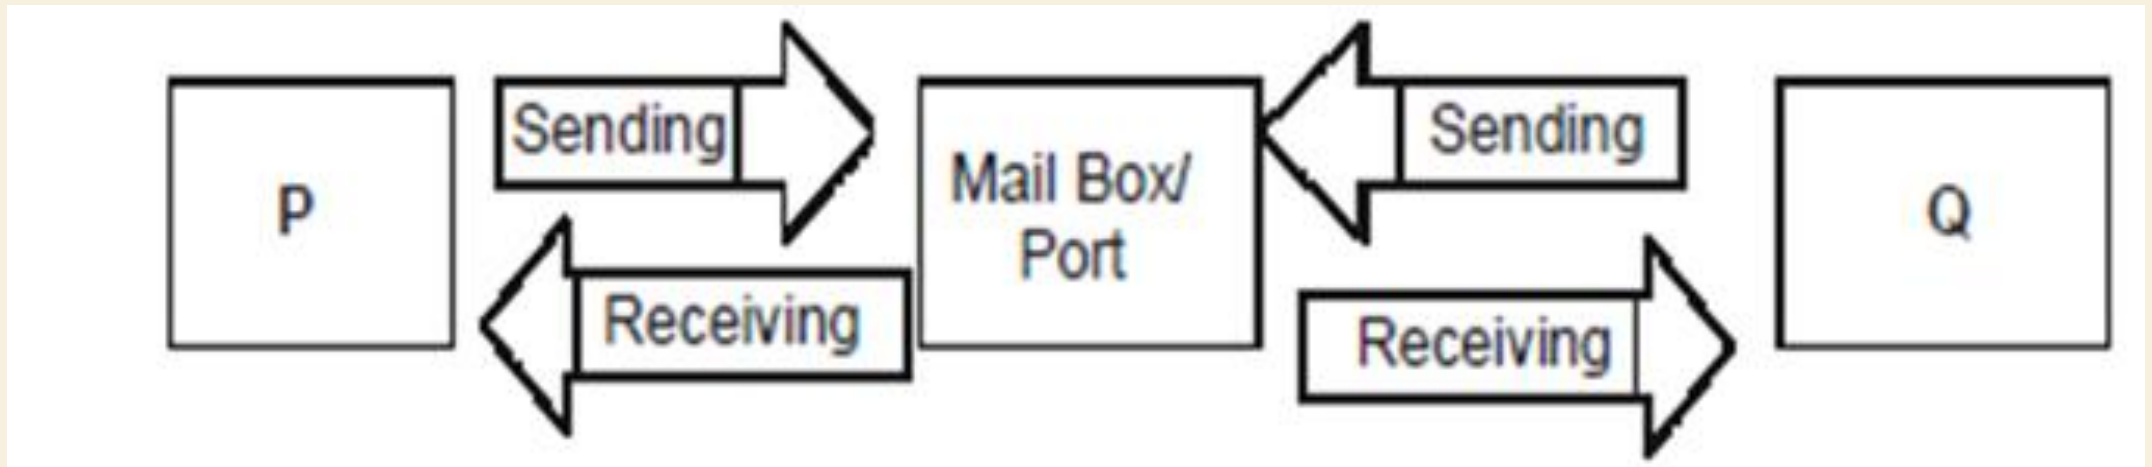 P
Sending
Receiving
Mail Box/
Port
Sending
Receiving
Q